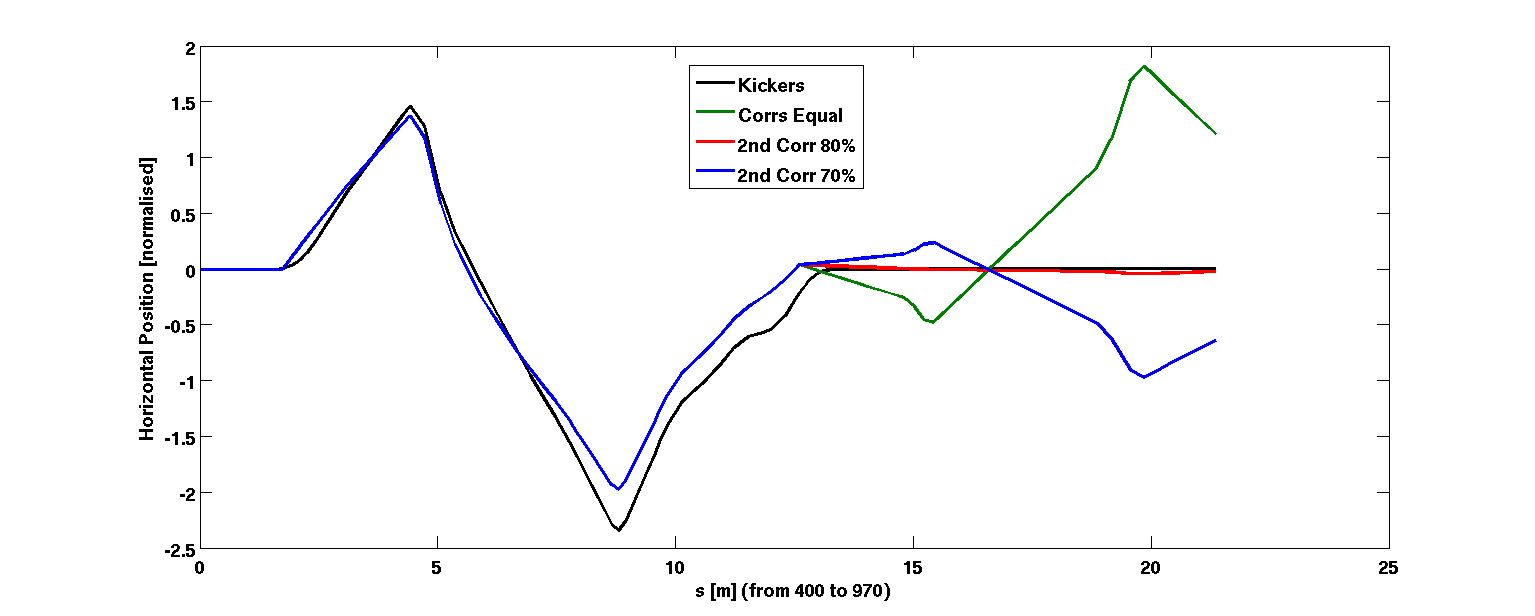 2
1.5
1
0.5
0
-0.5
-1
-1.5
-2
-2.5
Horizontal Position [normalised]
Kickers
Corrs Equal
2nd Corr 80%
2nd Corr 70%
0 5 10 15 20 25
s [m] (from 400 to 970)